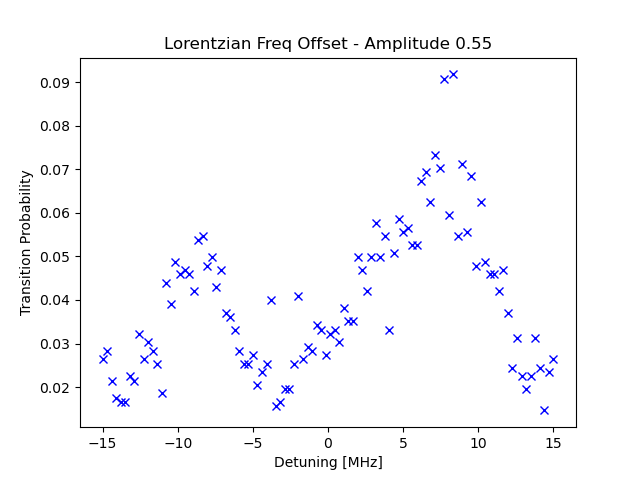 Lorentzian Freq Offset - Amplitude 0.55
0.09
0.08
0.07
0.06
0.05
0.04
0.03
0.02
Transition Probability
−15 −10 −5 0 5 10 15
Detuning [MHz]